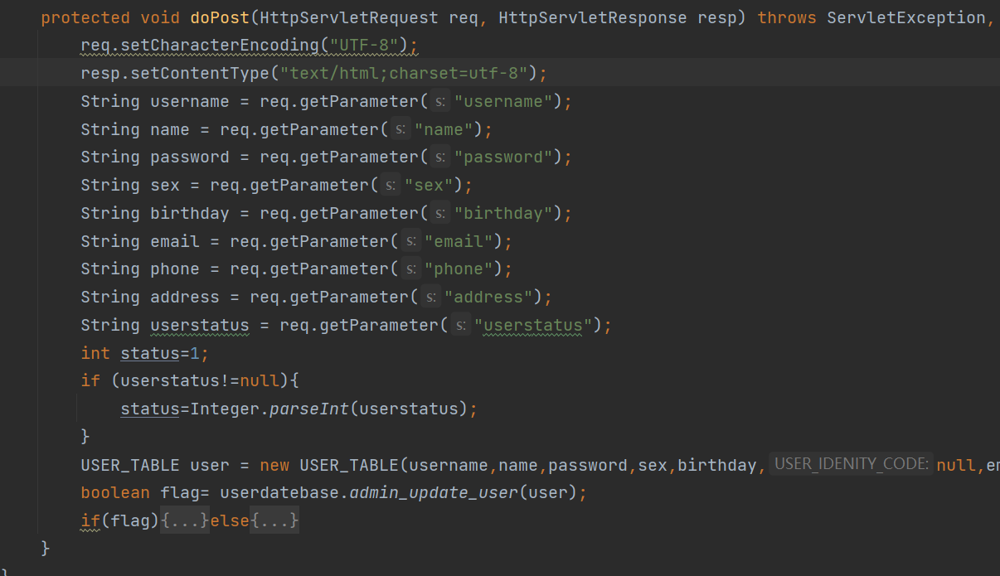 protected void doPost(HttpServletRequest req, HttpServletResponse resp) throws ServletException,
req.setCharacterEncoding("UTF-8");
resp.setContentType("text/html;charset=utf-8");
String username = req.getParameter( s: "username");
String name = req.getParameter( s: "name");
String password = req.getParameter( s: "password");
String sex = req.getParameter( s: "sex");
String birthday = req.getParameter( s: "birthday");
String email = req.getParameter( s: "email");
String phone = req.getParameter( s: "phone");
String address = req.getParameter( s: "address");
String userstatus = req.getParameter( s: "userstatus");
int status=1;
if (userstatus!=null){
status=Integer.parseInt(userstatus);
}
USER_TABLE user = new USER_TABLE(username,name,password,sex,birthday, USER_IDENITY_CODE: null,em
boolean flag= userdatebase.admin_update_user(user);
if(flag){...}else{...}
}
}